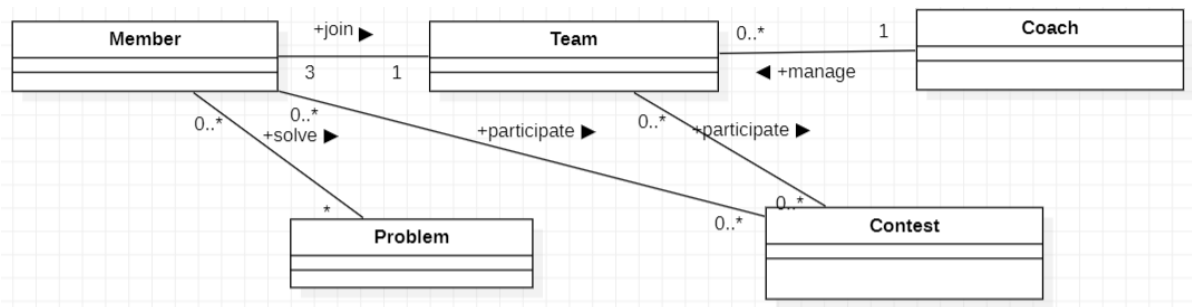 Member
+join ▶
Team
0..*
1
Coach
3
1
◀ +manage
0..*
0..*
+solve ▶
+participate ▶
0..*
+participate ▶
*
Problem
0..*
0..*
Contest